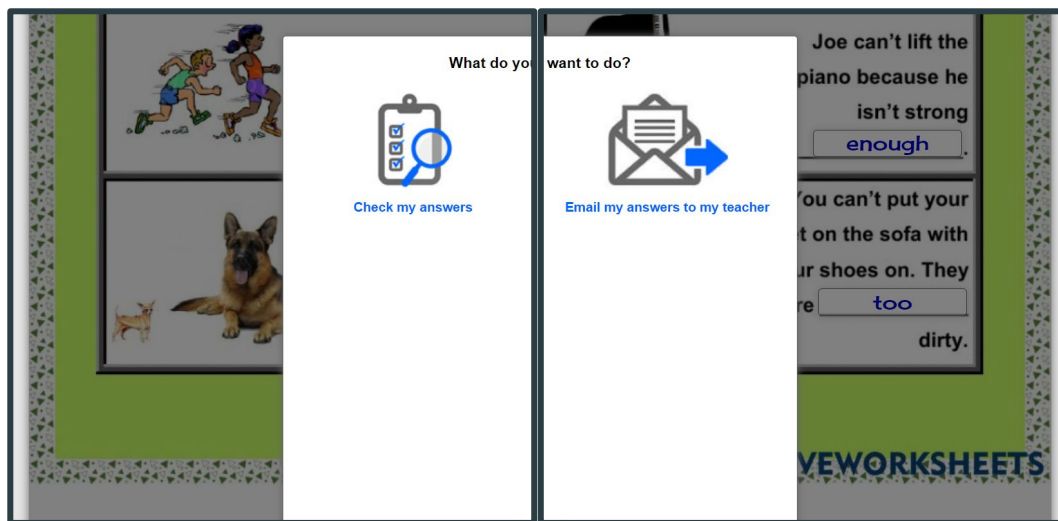 What do you want to do?
Check my answers
Email my answers to my teacher
Joe can't lift the
piano because he
isn't strong
enough.
You can't put your
t on the sofa with
ur shoes on. They
re too
dirty.
VEWORKSHEETS